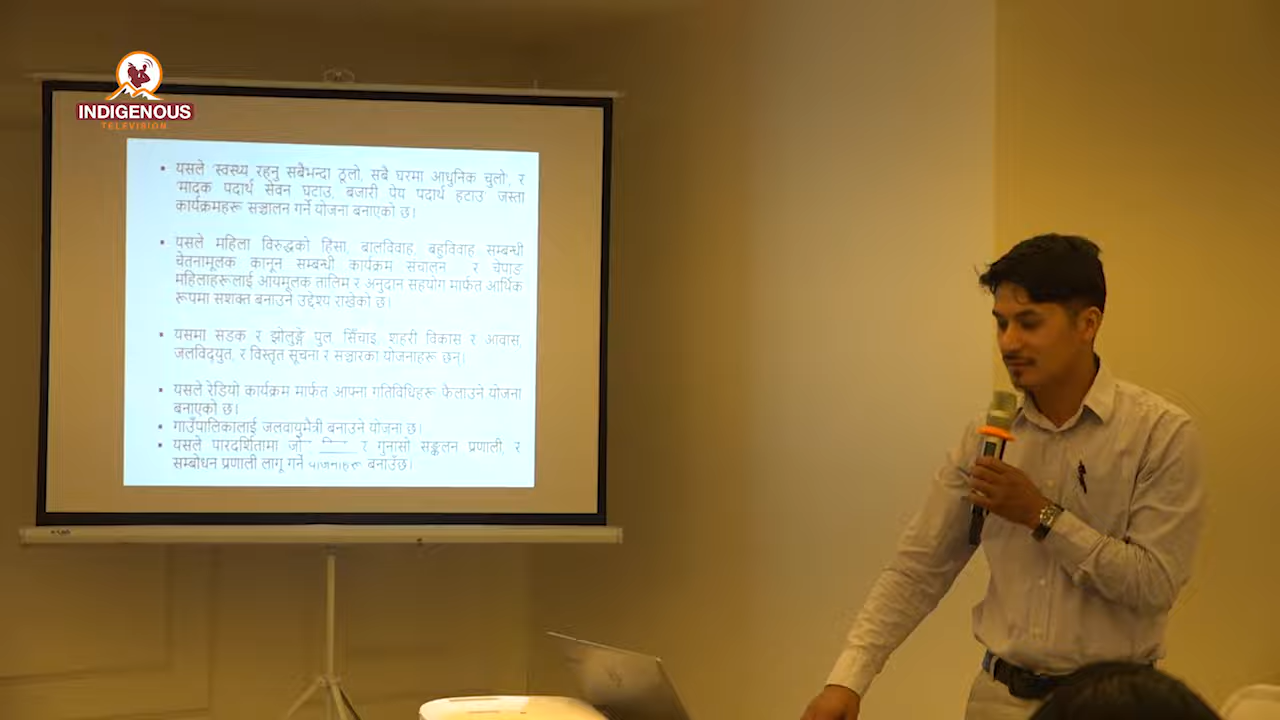 INDIGENOUS
TELEVISION
▪ यसले 'स्वस्थ्य रहनु सबैभन्दा ठूलो, सबै घरमा आधुनिक चुलो', र
'मादक पदार्थ सेवन घटाउ, बजारी पेय पदार्थ हटाउ' जस्ता
कार्यक्रमहरू सञ्चालन गर्ने योजना बनाएको छ।
▪ यसले महिला विरुद्धको हिंसा, बालविवाह, बहुविवाह सम्बन्धी
चेतनामूलक कानून सम्बन्धी कार्यक्रम संचालन र चेपाङ
महिलाहरूलाई आयमूलक तालिम र अनुदान सहयोग मार्फत आर्थिक
रूपमा सशक्त बनाउने उद्देश्य राखेको छ।
▪ यसमा सडक र झोलुङ्गे पुल, सिँचाइ, शहरी विकास र आवास,
जलविद्युत, र विस्तृत सूचना र सञ्चारका योजनाहरू छन्।
▪ यसले रेडियो कार्यक्रम मार्फत आफ्ना गतिविधिहरू फैलाउने योजना
बनाएको छ।
▪ गाउँपालिकालाई जलवायुमैत्री बनाउने योजना छ।
▪ यसले पारदर्शितामा र गुनासो सङ्कलन प्रणाली, र
सम्बोधन प्रणाली लागू गर्ने योजनाहरू बनाउँछ।